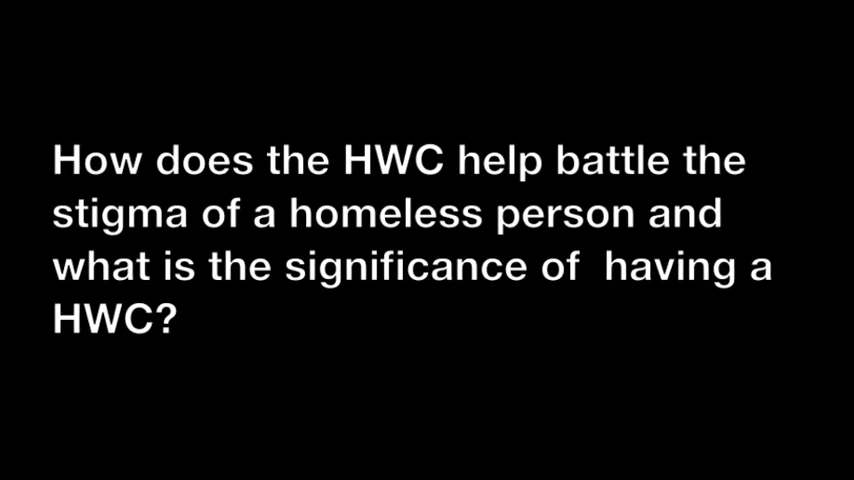 How does the HWC help battle the
stigma of a homeless person and
what is the significance of  having a
HWC?